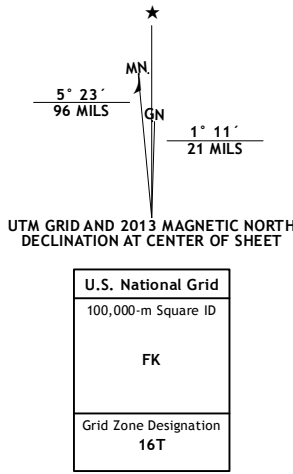 ★
MN.
5° 23´
96 MILS
GN
1° 11´
21 MILS
UTM GRID AND 2013 MAGNETIC NORTH
DECLINATION AT CENTER OF SHEET
U.S. National Grid
100,000-m Square ID
FK
Grid Zone Designation
16T